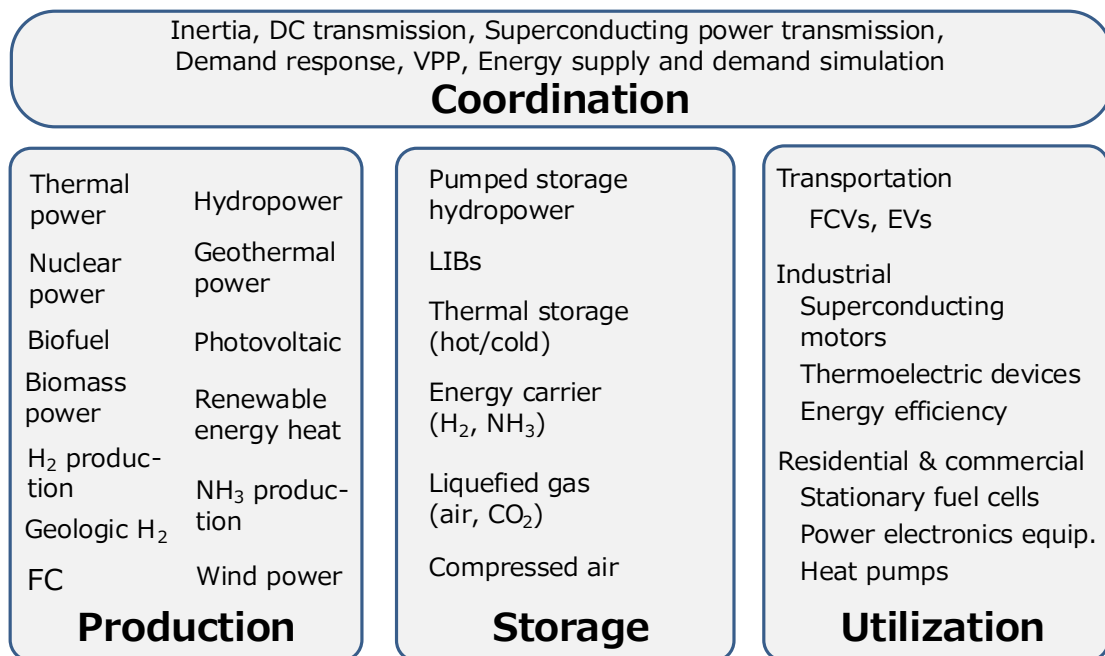 Inertia, DC transmission, Superconducting power transmission,
Demand response, VPP, Energy supply and demand simulation
Coordination
Thermal
power
Nuclear
power
Biofuel
Biomass
power
H₂ produc-
tion
Geologic H₂
FC
Hydropower
Geothermal
power
Photovoltaic
Renewable
energy heat
NH₃ produc-
tion
Wind power
Production
Pumped storage
hydropower
LIBs
Thermal storage
(hot/cold)
Energy carrier
(H₂, NH₃)
Liquefied gas
(air, CO₂)
Compressed air
Storage
Transportation
FCVs, EVs
Industrial
Superconducting
motors
Thermoelectric devices
Energy efficiency
Residential & commercial
Stationary fuel cells
Power electronics equip.
Heat pumps
Utilization